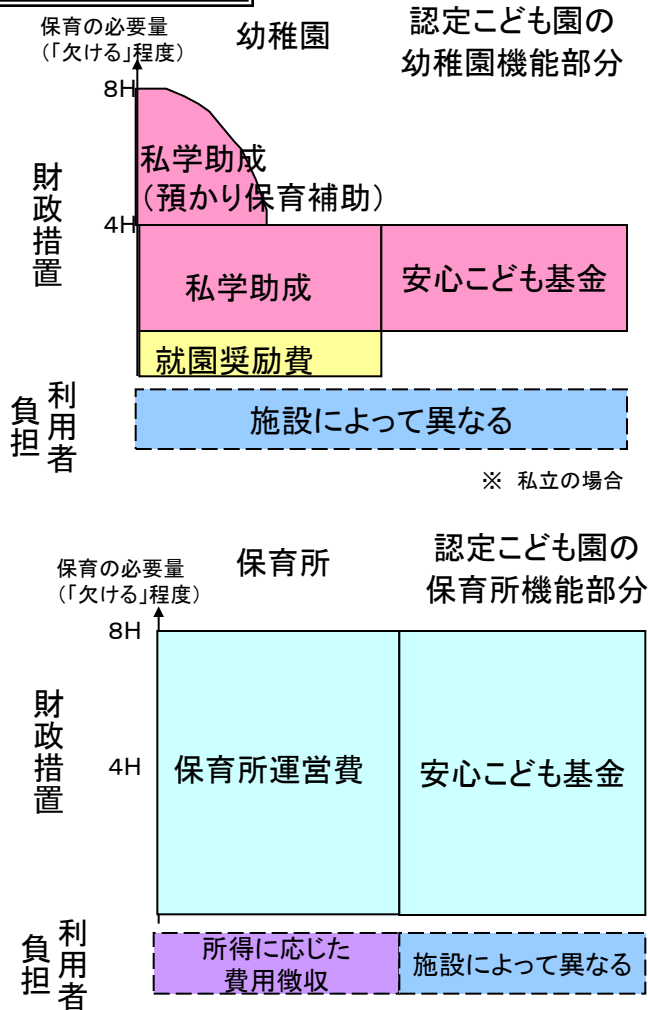 保育の必要量
(「欠ける」程度)
幼稚園
認定こども園の
幼稚園機能部分
8H
私学助成
(預かり保育補助)
財政措置
4H
私学助成
安心こども基金
就園奨励費
利用者
負担
施設によって異なる
※ 私立の場合
保育の必要量
(「欠ける」程度)
保育所
認定こども園の
保育所機能部分
8H
財政措置
4H
保育所運営費
安心こども基金
利用者
負担
所得に応じた
費用徴収
施設によって異なる